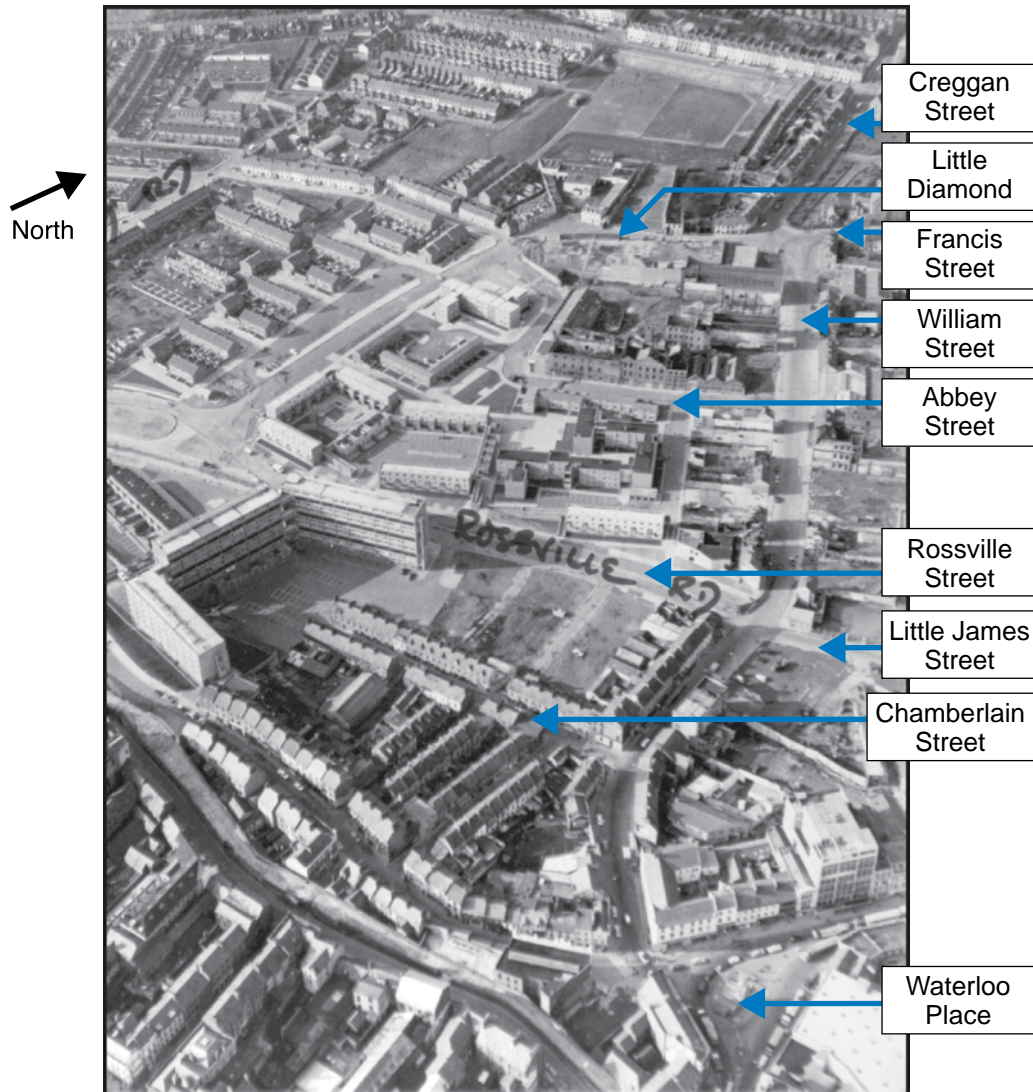 Creggan
Street
Little
Diamond
North
Francis
Street
William
Street
Abbey
Street
ROSSVILLE RD
Rossville
Street
Little James
Street
Chamberlain
Street
Waterloo
Place